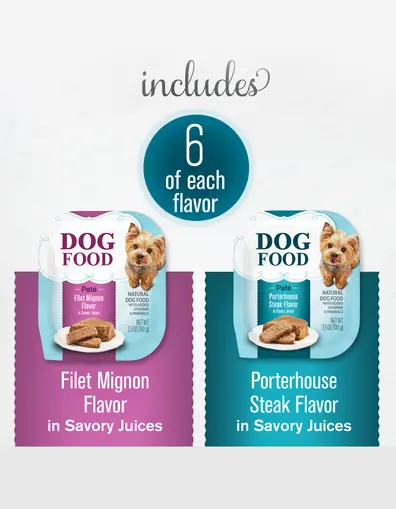 includes
6
of each
flavor
DOG
FOOD
Paté
Filet Mignon
Flavor
in Savory Juices
NATURAL
DOG FOOD
WITH ADDED
VITAMINS
& MINERALS
NET WT
3.5 OZ (100 g)
Filet Mignon
Flavor
in Savory Juices
DOG
FOOD
Paté
Porterhouse
Steak Flavor
in Savory Juices
NATURAL
DOG FOOD
WITH ADDED
VITAMINS
& MINERALS
NET WT
3.5 OZ (100 g)
Porterhouse
Steak Flavor
in Savory Juices